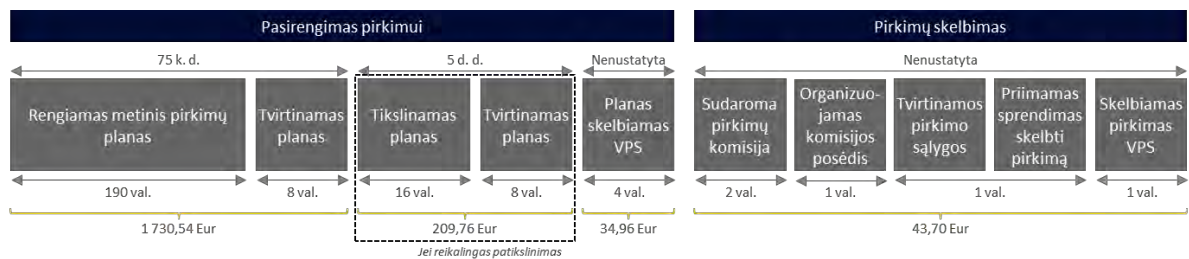 Pasirengimas pirkimui
Pirkimų skelbimas
75 k. d.
5 d. d.
Nenustatyta
Nenustatyta
Rengiamas metinis pirkimų
planas
Tvirtinamas
planas
Tikslinamas
planas
Tvirtinamas
planas
Planas
skelbiamas
VPS
Sudaroma
pirkimų
komisija
Organizuo-
jamas
komisijos
posėdis
Tvirtinamos
pirkimo
sąlygos
Priimamas
sprendimas
skelbti
pirkimą
Skelbiamas
pirkimas
VPS
190 val.
8 val.
16 val.
8 val.
4 val.
2 val.
1 val.
1 val.
1 val.
1 730,54 Eur
209,76 Eur
34,96 Eur
43,70 Eur
Jei reikalingas patikslinimas